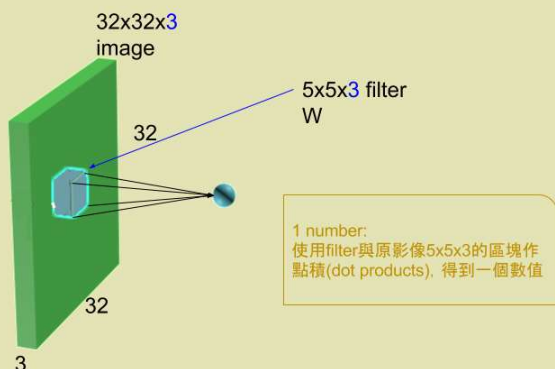 32x32x3
image
5x5x3 filter
W
32
1 number:
使用filter與原影像5x5x3的區塊作
點積(dot products), 得到一個數值
32
3